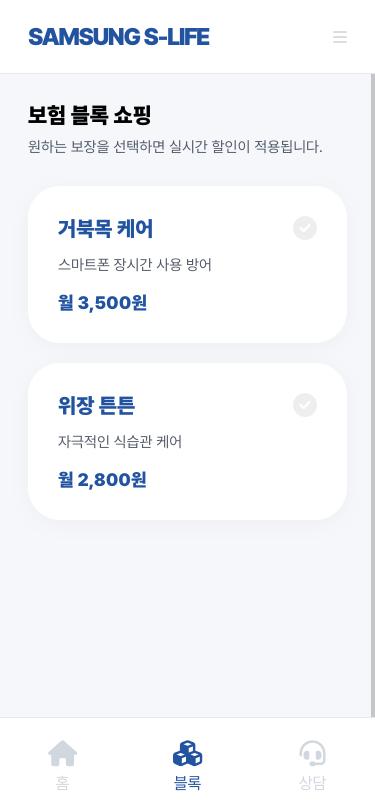 SAMSUNG S-LIFE
보험 블록 쇼핑
원하는 보장을 선택하면 실시간 할인이 적용됩니다.
거북목 케어
스마트폰 장시간 사용 방어
월 3,500원
위장 튼튼
자극적인 식습관 케어
월 2,800원
홈
블록
상담